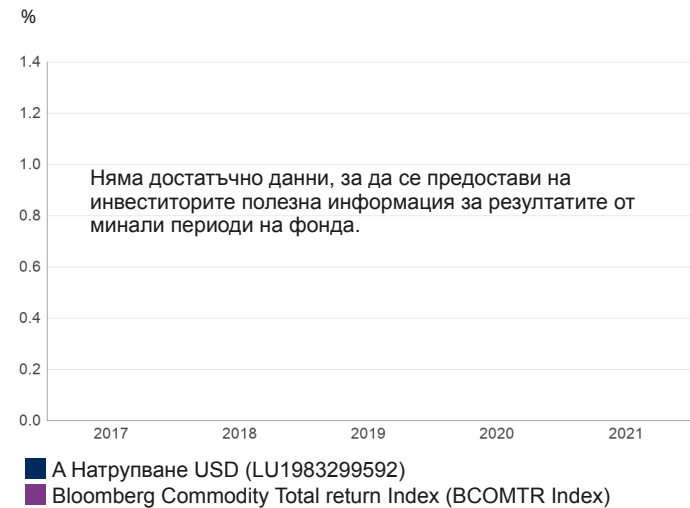 %
1.4
1.2
1.0
Няма достатъчно данни, за да се предостави на
инвеститорите полезна информация за резултатите от
0.8
минали периоди на фонда.
0.6
0.4
0.2
0.0
2017 2018 2019 2020 2021
А Натрупване USD (LU1983299592)
Bloomberg Commodity Total return Index (BCOMTR Index)